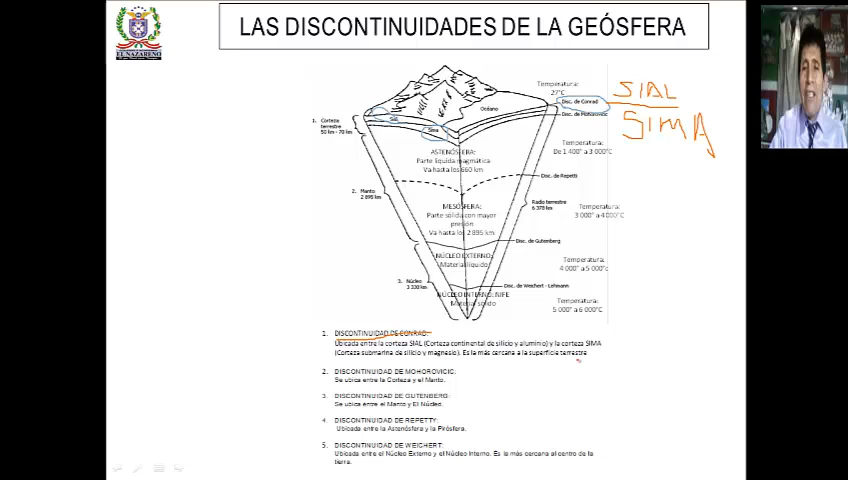 LAS DISCONTINUIDADES DE LA GEÓSFERA
EL NAZARENO
Temperatura:
27°C
Disc. de Conrad
Disc. de Mohorovicic
SIAL
SIMA
Océano
Sial
Sima
1. Corteza
terrestre
50 km - 70 km
ASTENÓSFERA:
Parte líquida magmática
Va hasta los 660 km
Temperatura:
De 1 400° a 3 000°C
Disc. de Repetti
2. Manto
2 895 km
MESÓSFERA:
Parte sólida con mayor
presión
Va hasta los 2 895 km
Radio terrestre
6 378 km
Temperatura:
3 000° a 4 000°C
Disc. de Gutenberg
NÚCLEO EXTERNO:
Material líquido
Temperatura:
4 000° a 5 000°c
3. Núcleo
3 330 km
Disc. de Weichert - Lehmann
NÚCLEO INTERNO: NIFE
Material sólido
Temperatura:
5 000° a 6 000°C
1. DISCONTINUIDAD DE CONRAD:
Ubicada entre la corteza SIAL (Corteza continental de silicio y aluminio) y la corteza SIMA
(Corteza submarina de silicio y magnesio). Es la más cercana a la superficie terrestre
2. DISCONTINUIDAD DE MOHOROVICIC:
Se ubica entre la Corteza y el Manto.
3. DISCONTINUIDAD DE GUTENBERG:
Se ubica entre el Manto y El Núcleo.
4. DISCONTINUIDAD DE REPETTY:
Ubicada entre la Astenósfera y la Pirósfera.
5. DISCONTINUIDAD DE WEICHERT:
Ubicada entre el Núcleo Externo y el Núcleo Interno. Es la más cercana al centro de la
tierra.